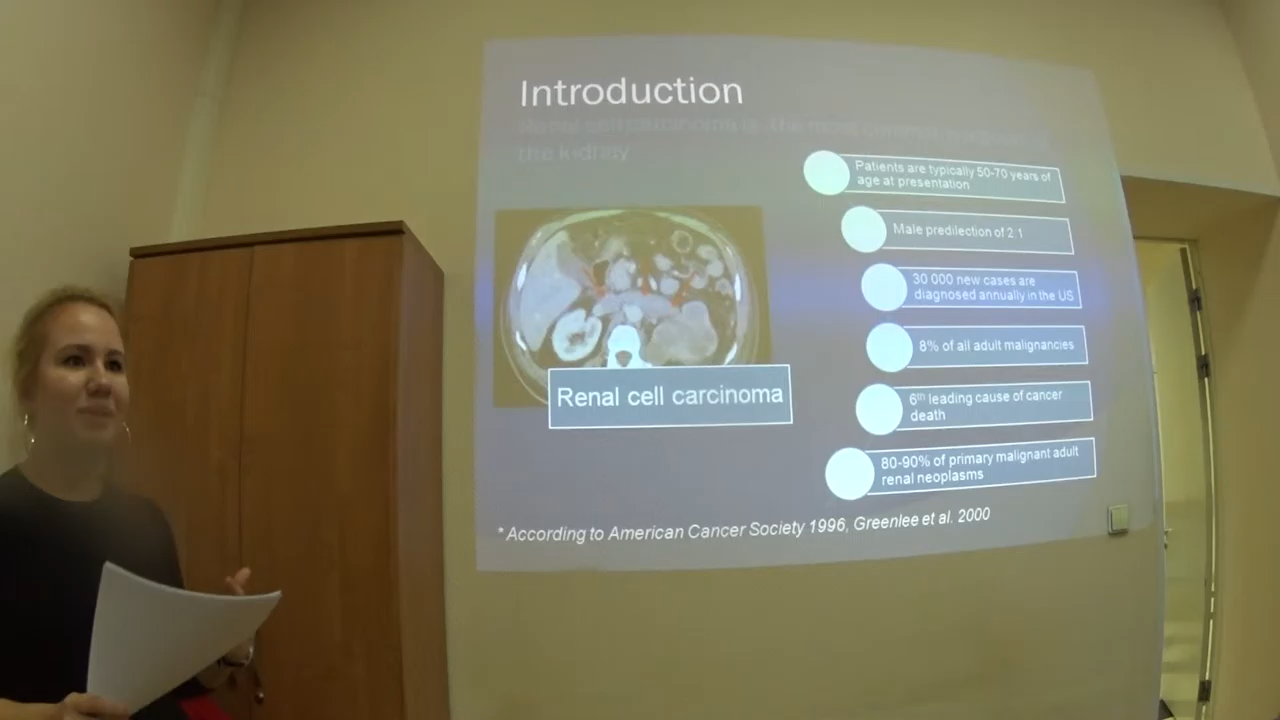 Introduction
the kidney
Patients are typically 50-70 years of
age at presentation
Male predilection of 2:1
30 000 new cases are
diagnosed annually in the US
8% of all adult malignancies
6th leading cause of cancer
death
80-90% of primary malignant adult
renal neoplasms
Renal cell carcinoma
* According to American Cancer Society 1996, Greenlee et al. 2000